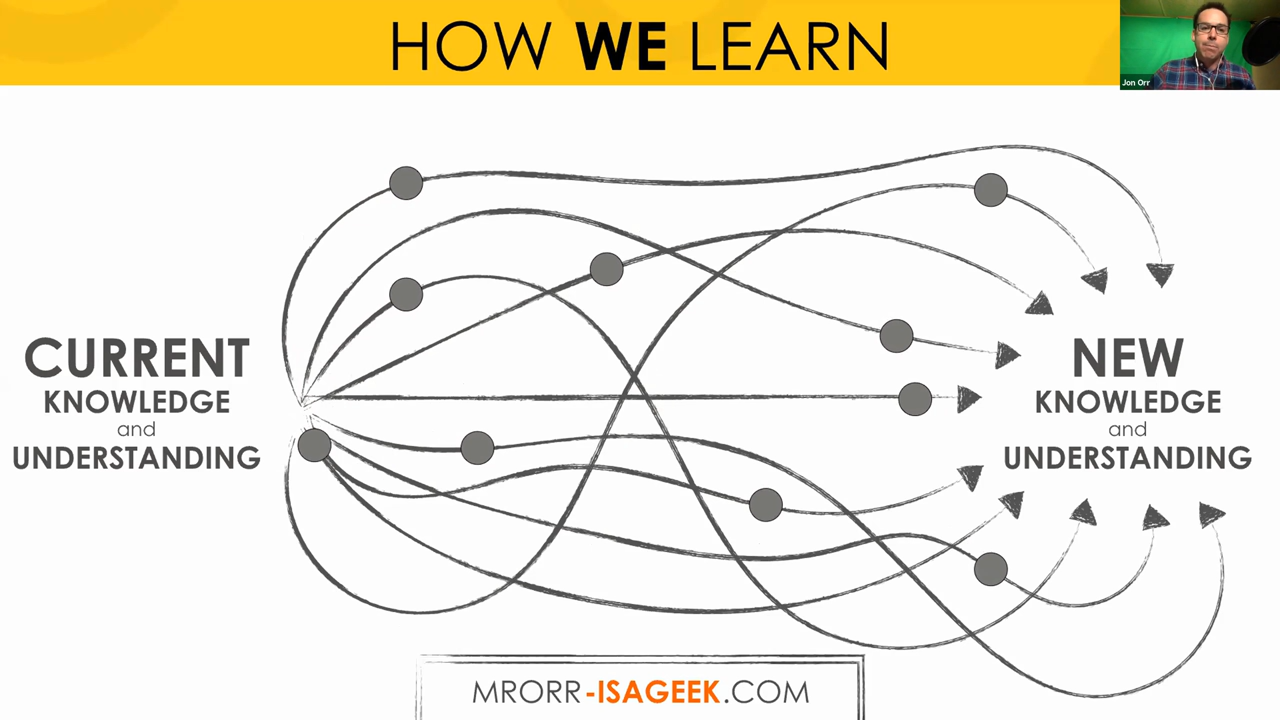 HOW WE LEARN
Jon Orr
CURRENT
KNOWLEDGE
and
UNDERSTANDING
NEW
KNOWLEDGE
and
UNDERSTANDING
MRORR-ISAGEEK.COM